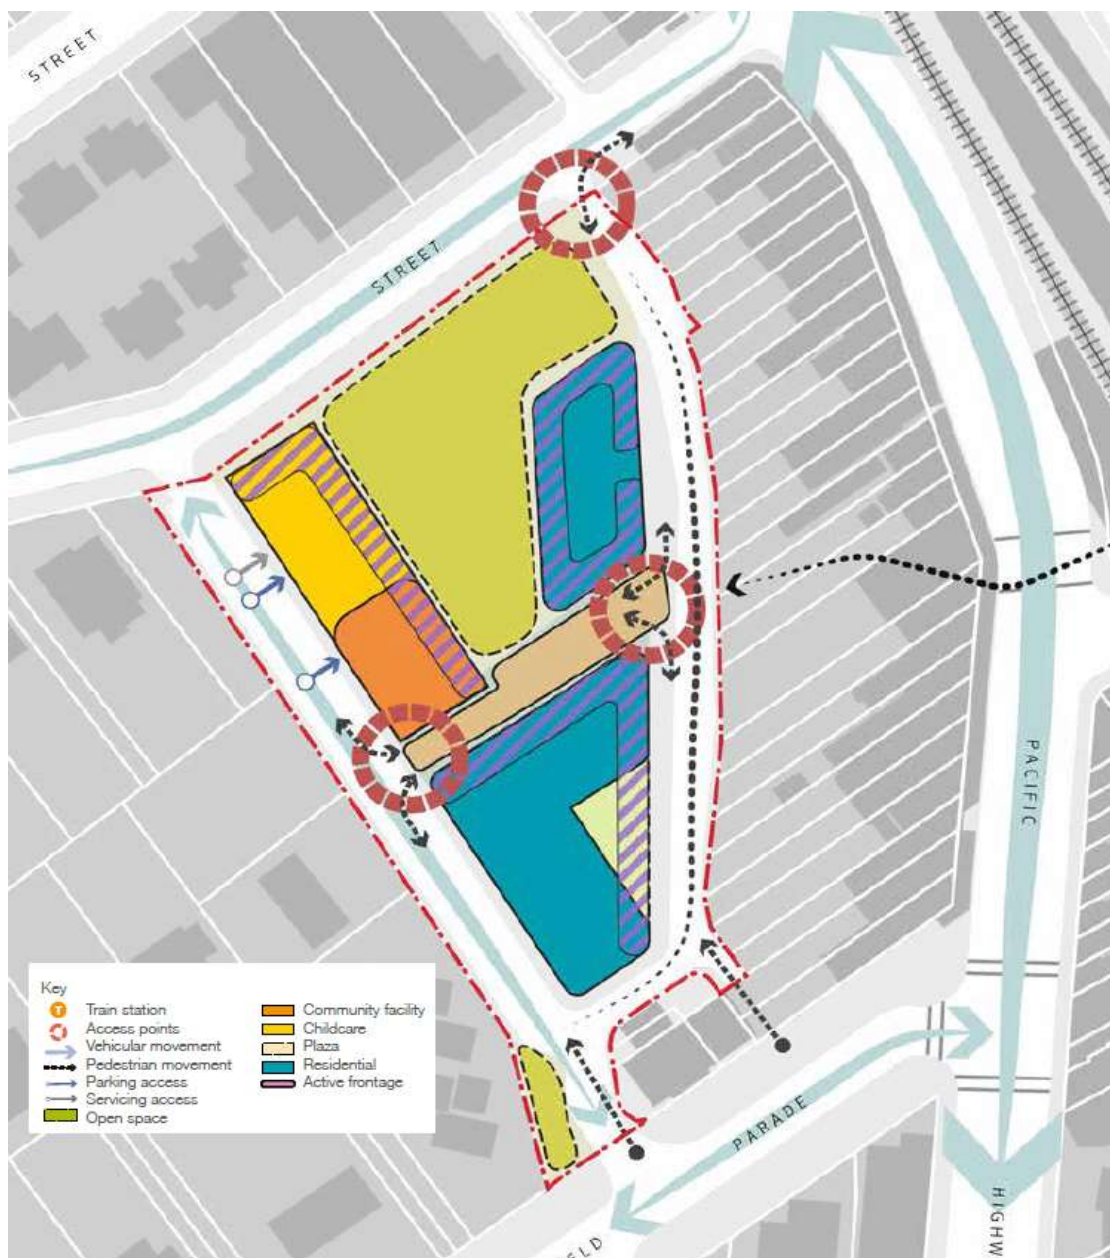 STREET
STREET
PACIFIC
HIGHW
PARADE
FIELD
Key
T
Train station
Access points
Vehicular movement
Pedestrian movement
Parking access
Servicing access
Open space
Community facility
Childcare
Plaza
Residential
Active frontage